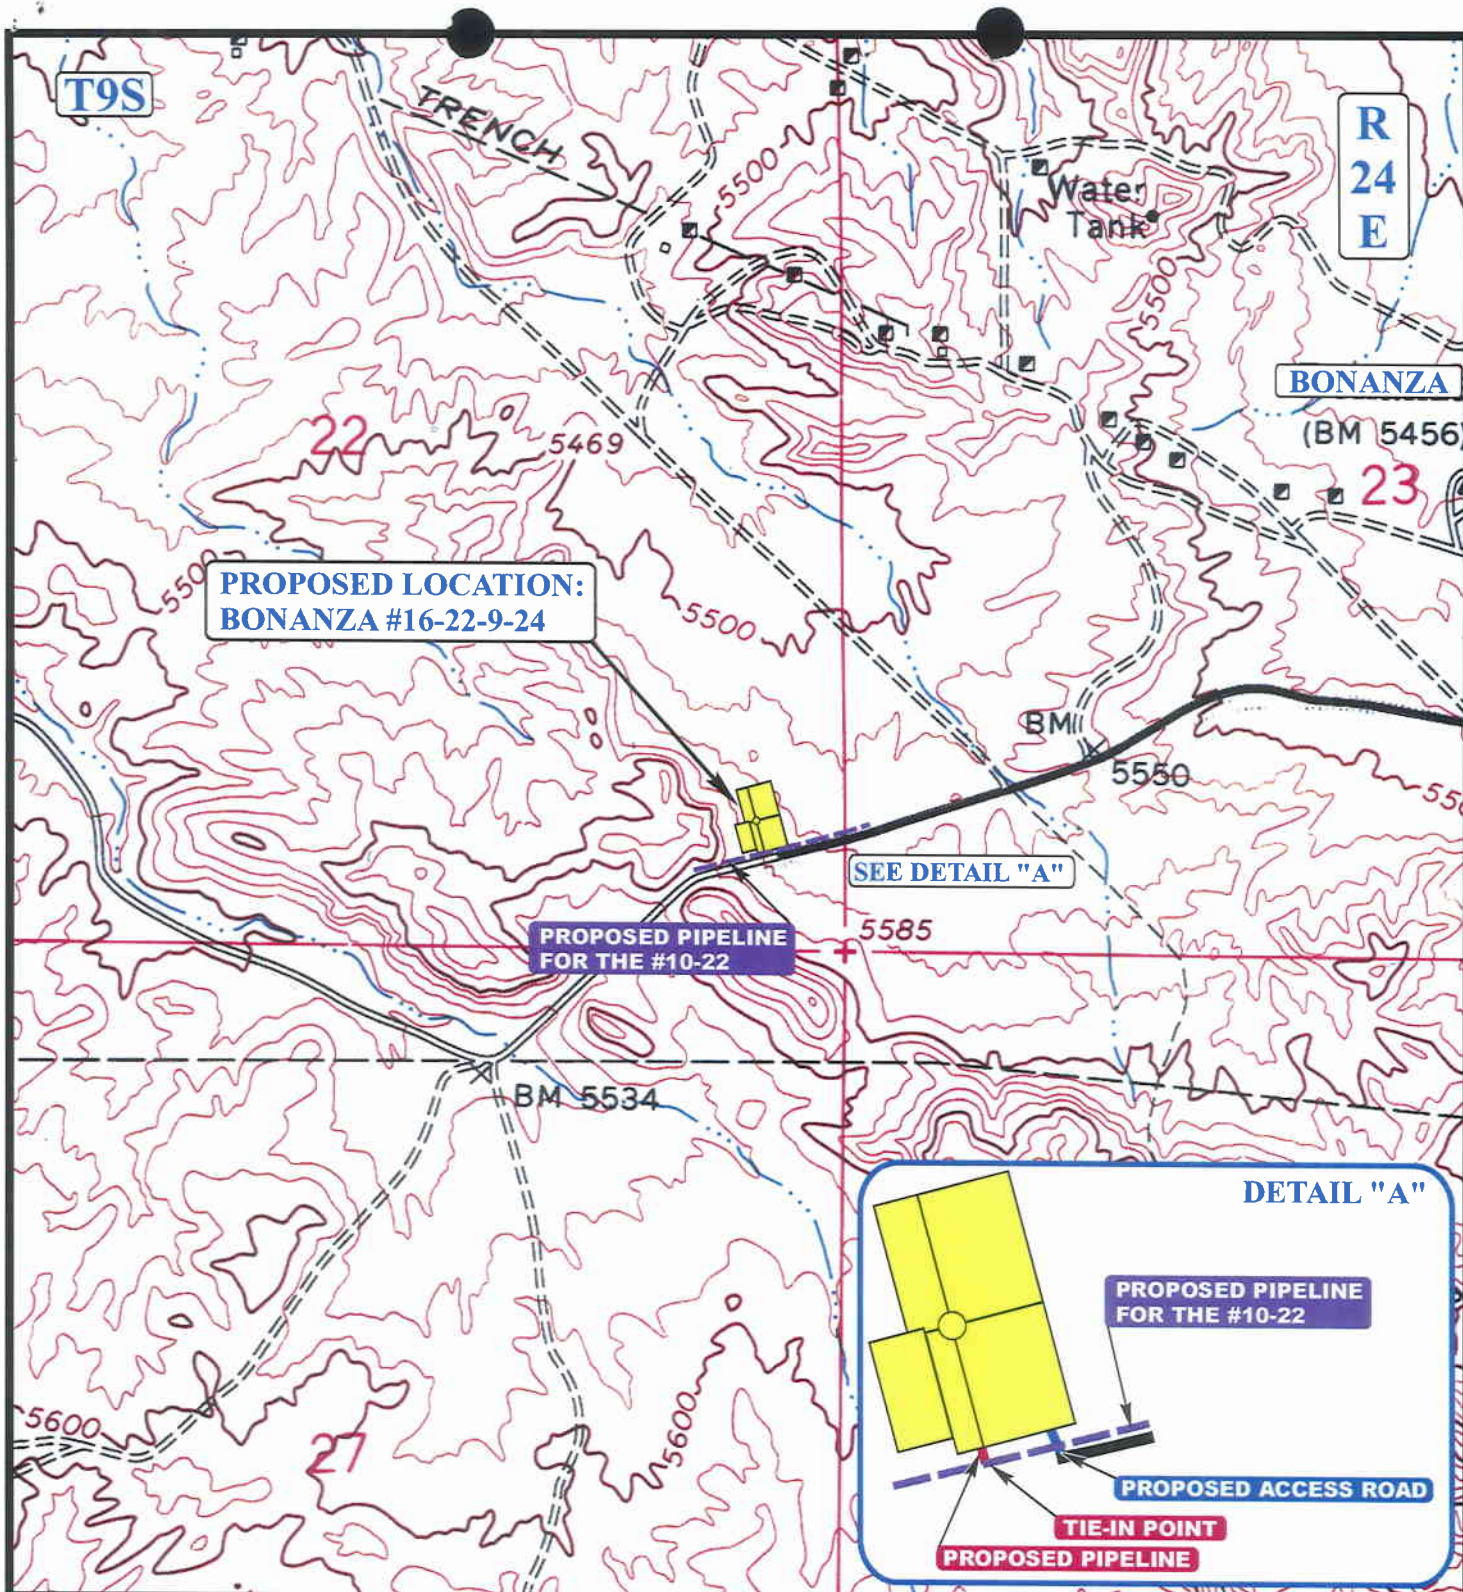 T9S
R
24
E
TRENCH
5500
Water
Tank
5500
BONANZA
(BM 5456)
22
5469
23
5500
PROPOSED LOCATION:
BONANZA #16-22-9-24
5500
BM
5550
SEE DETAIL "A"
5585
PROPOSED PIPELINE
FOR THE #10-22
BM 5534
DETAIL "A"
PROPOSED PIPELINE
FOR THE #10-22
5600
27
5600
PROPOSED ACCESS ROAD
TIE-IN POINT
PROPOSED PIPELINE